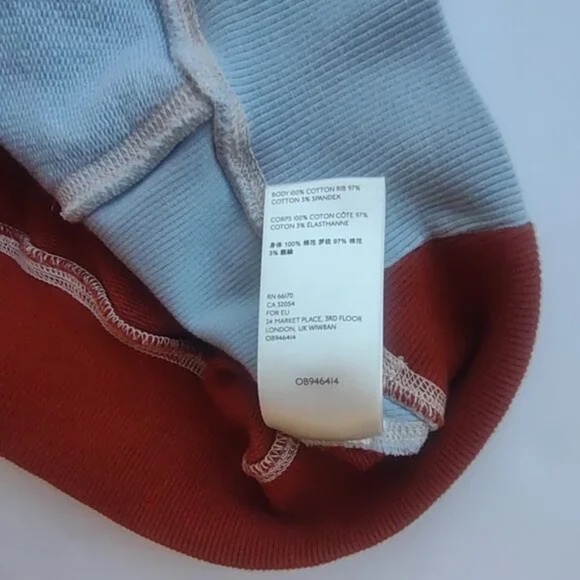 BODY 100% COTTON RIB 97%
COTTON 3% SPANDEX
CORPS 100% COTON CÔTE 97%
COTON 3% ÉLASTHANNE
身体 100% 棉花 罗纹 97% 棉花
3%
RN 66170
CA 52054
FOR EU
24 MARKET PLACE, 3RD FLOOR
LONDON, UK W1W8AN
OB946414
OB946414